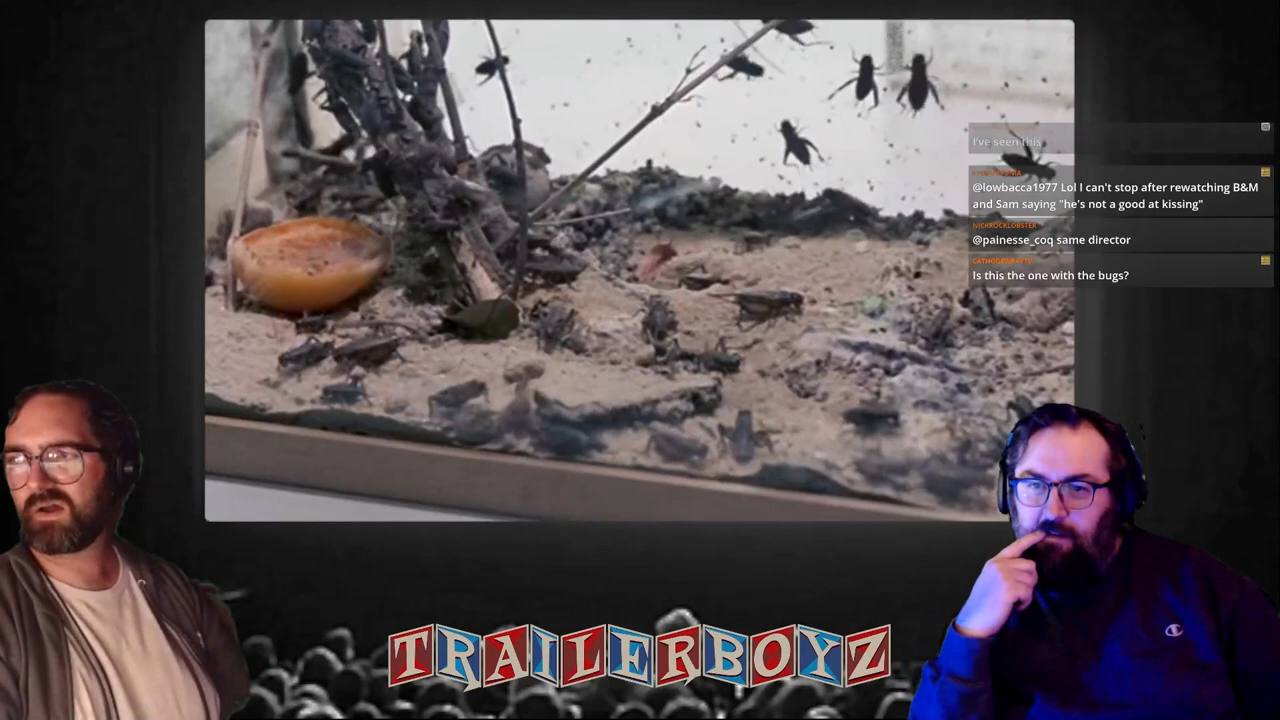 I've seen this
@lowbacca1977 Lol I can't stop after rewatching B&M
and Sam saying "he's not a good at kissing"
NICKROCKLOBSTER
@painesse_coq same director
Is this the one with the bugs?
TRAILERBOYZ